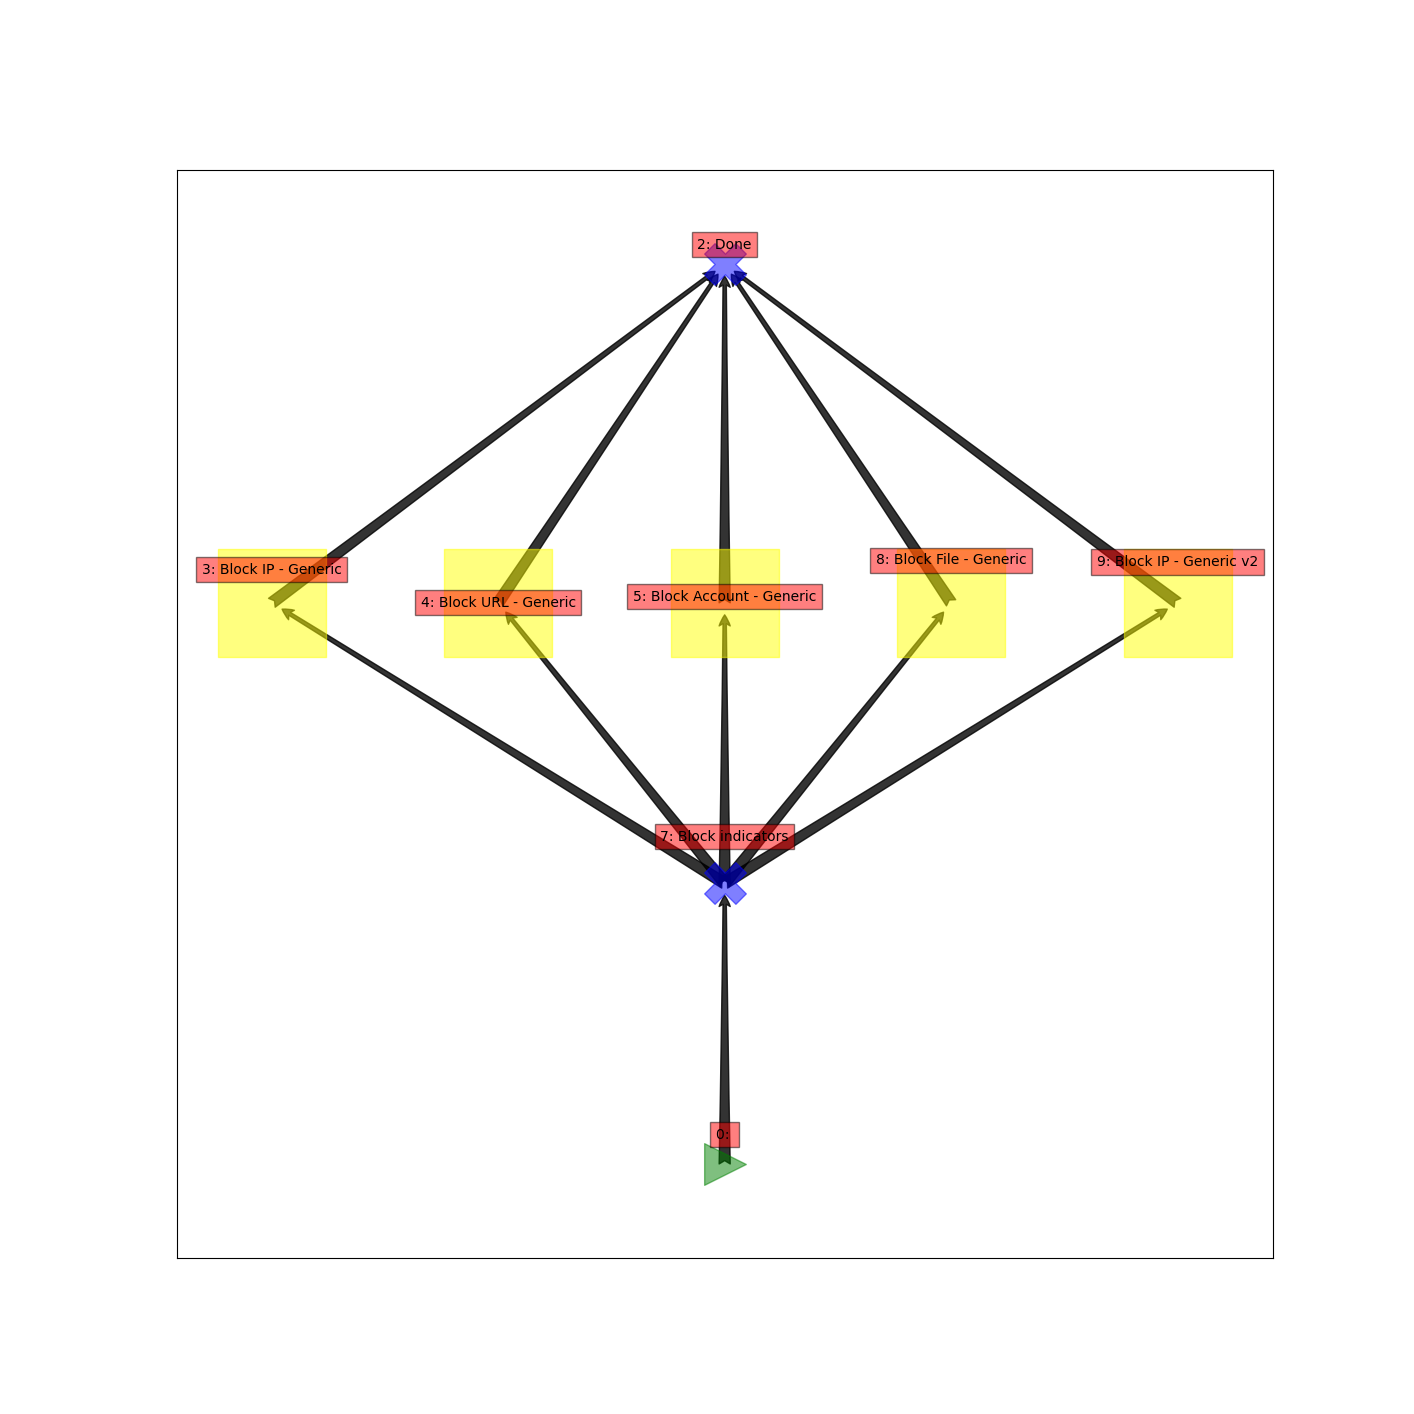 2: Done
3: Block IP - Generic
4: Block URL - Generic
5: Block Account - Generic
8: Block File - Generic
9: Block IP - Generic v2
7: Block indicators
0: